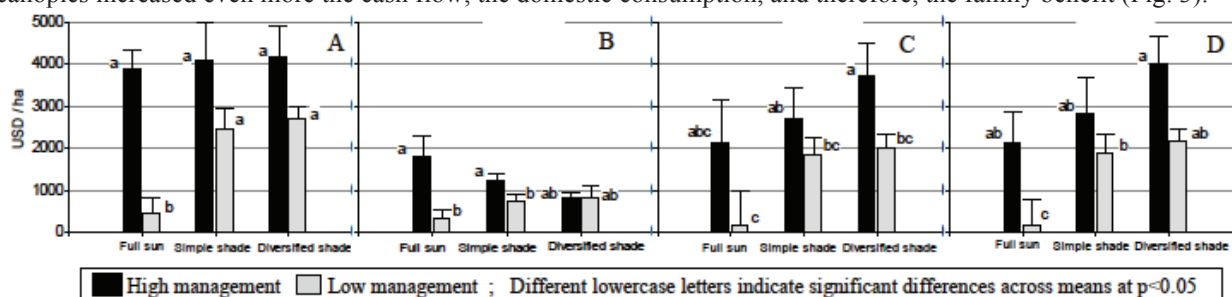 canopies increased even more the cash flow, the domestic consumption, and therefore, the family benefit (Fig. 3).
5000
4000
3000
2000
1000
0
USD / ha
A
B
C
D
a
b
a
a
a
a
a
b
a
b
ab
ab
abc
c
ab
bc
a
bc
ab
c
ab
b
a
ab
Full sun Simple shade Diversified shade
Full sun Simple shade Diversified shade
Full sun Simple shade Diversified shade
Full sun Simple shade Diversified shade
High management Low management ; Different lowercase letters indicate significant differences across means at p<0.05